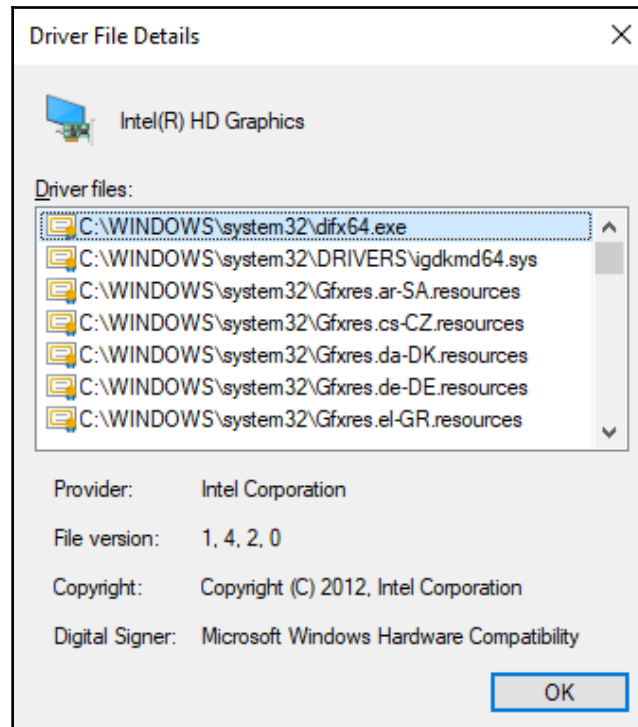 Driver File Details
Intel(R) HD Graphics
Driver files:
C:\WINDOWS\system32\difx64.exe
C:\WINDOWS\system32\DRIVERS\igdkmd64.sys
C:\WINDOWS\system32\Gfxres.ar-SA.resources
C:\WINDOWS\system32\Gfxres.cs-CZ.resources
C:\WINDOWS\system32\Gfxres.da-DK.resources
C:\WINDOWS\system32\Gfxres.de-DE.resources
C:\WINDOWS\system32\Gfxres.el-GR.resources
Provider: Intel Corporation
File version: 1, 4, 2, 0
Copyright: Copyright (C) 2012, Intel Corporation
Digital Signer: Microsoft Windows Hardware Compatibility
OK